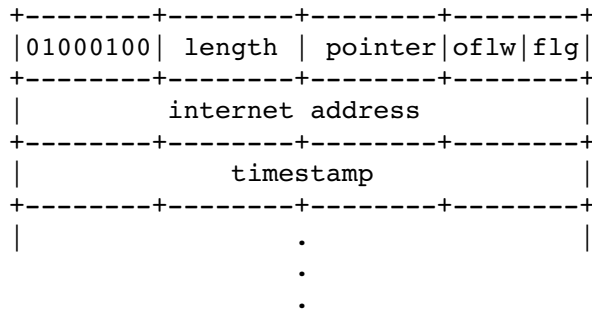 +--------+--------+--------+--------+
|01000100| length | pointer|oflw|flg|
+--------+--------+--------+--------+
|         internet address          |
+--------+--------+--------+--------+
|             timestamp             |
+--------+--------+--------+--------+
|                 .                 |
                  .
                  .